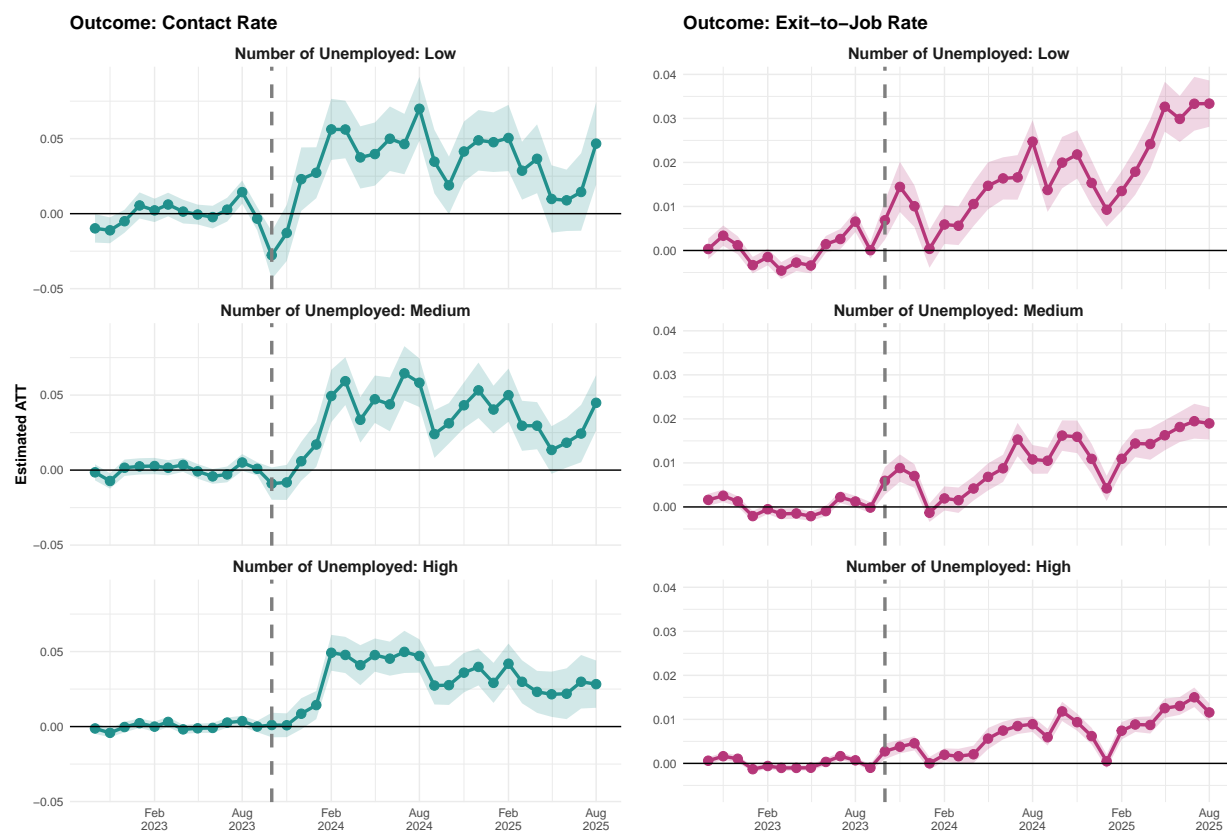 Outcome: Contact Rate
Number of Unemployed: Low
0.05
0.00
−0.05
Number of Unemployed: Medium
0.05
0.00
−0.05
Number of Unemployed: High
0.05
0.00
−0.05
Feb 2023
Aug 2023
Feb 2024
Aug 2024
Feb 2025
Aug 2025
Estimated ATT
Outcome: Exit−to−Job Rate
Number of Unemployed: Low
0.04
0.03
0.02
0.01
0.00
Number of Unemployed: Medium
0.04
0.03
0.02
0.01
0.00
Number of Unemployed: High
0.04
0.03
0.02
0.01
0.00
Feb 2023
Aug 2023
Feb 2024
Aug 2024
Feb 2025
Aug 2025